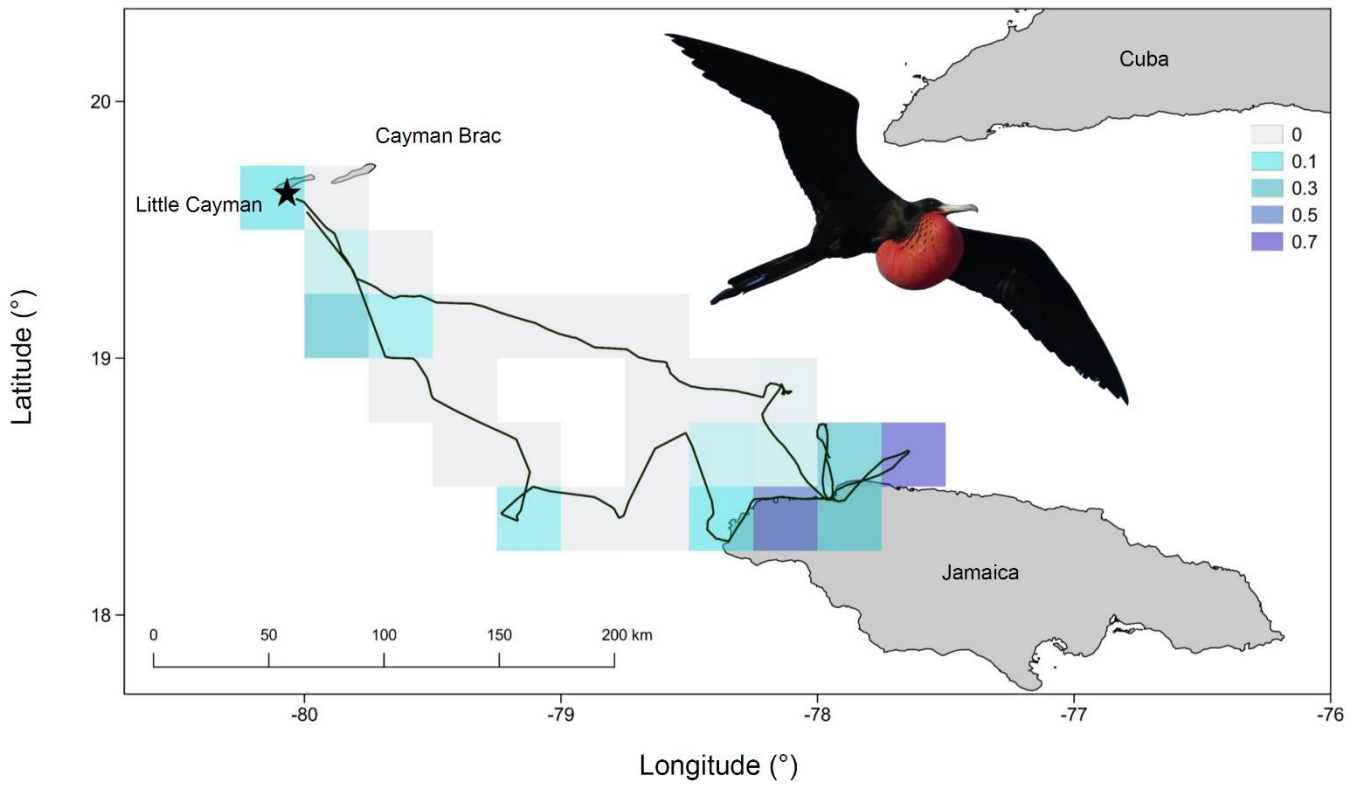 Cuba
20
0
Cayman Brac
0.1
0.3
Little Cayman
0.5
0.7
Latitude (°)
19
Jamaica
18
0 50 100 150 200 km
-80 -79 -78 -77 -76
Longitude (°)